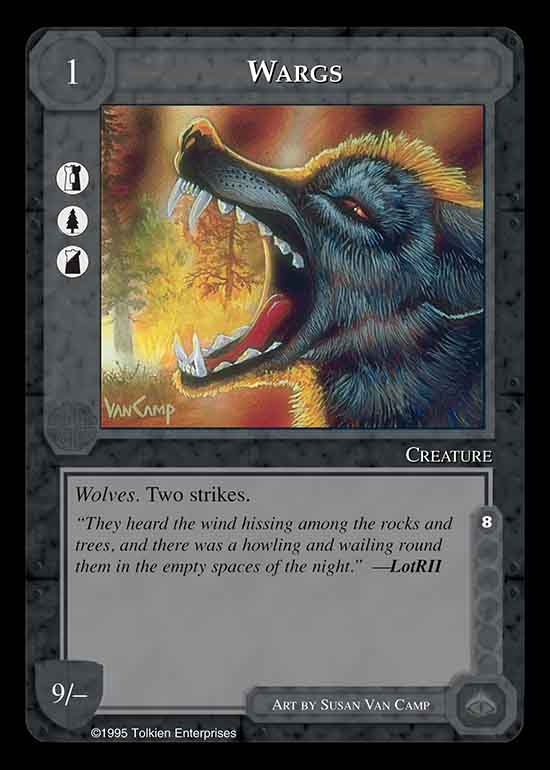 1
WARGS
VANCAMP
CREATURE
Wolves. Two strikes.
“They heard the wind hissing among the rocks and
trees, and there was a howling and wailing round
them in the empty spaces of the night.” —LotRII
8
9/–
ART BY SUSAN VAN CAMP
©1995 Tolkien Enterprises